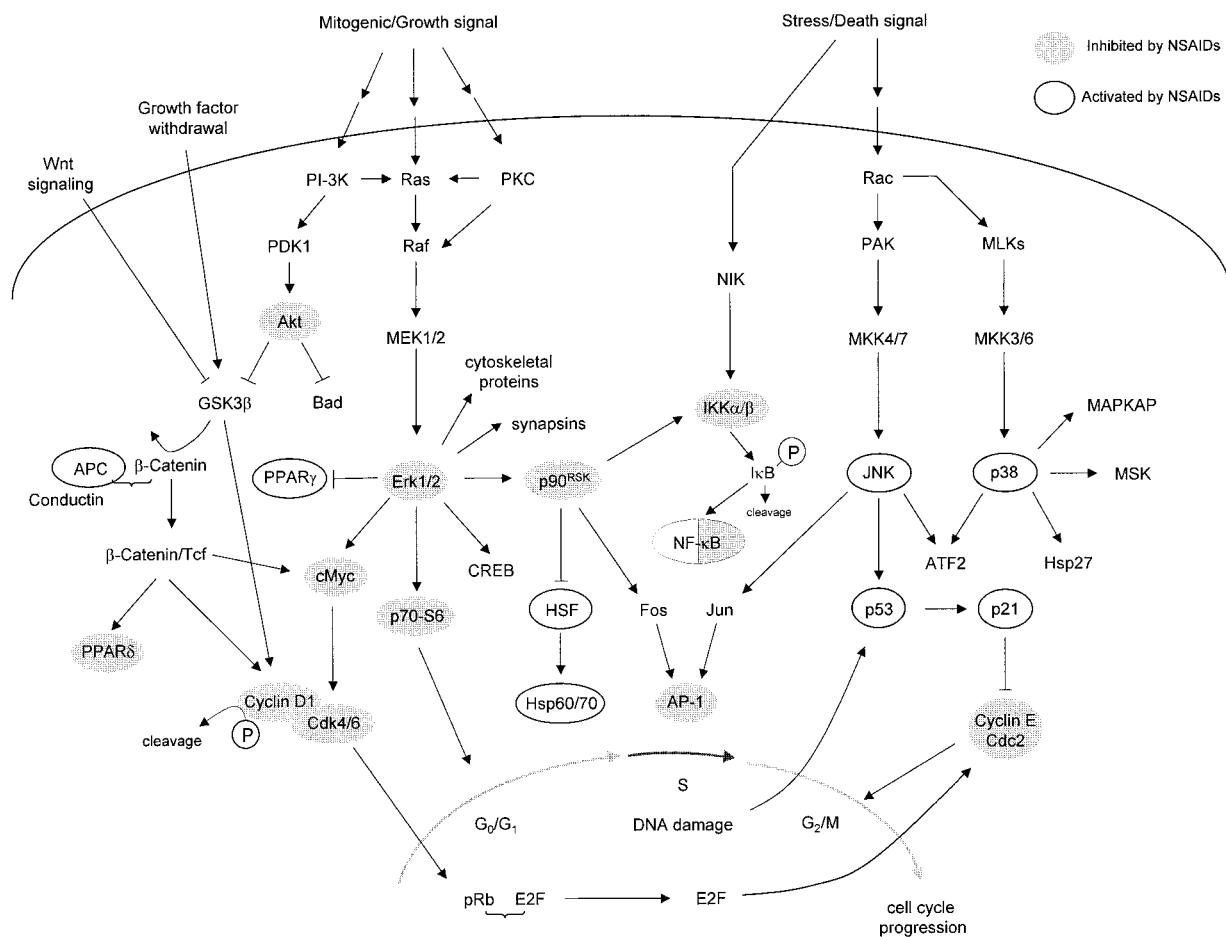 Mitogenic/Growth signal
Stress/Death signal
Inhibited by NSAIDs
Activated by NSAIDs
Growth factor
withdrawal
Wnt
signaling
PI-3K
Ras
PKC
Rac
PDK1
Raf
PAK
MLKs
NIK
Akt
MEK1/2
MKK4/7
MKK3/6
cytoskeletal
proteins
GSK3β
Bad
synapsins
IKKα/β
MAPKAP
APC
β-Catenin
Conductin
PPARγ
Erk1/2
p90RSK
IκB
P
cleavage
JNK
p38
MSK
NF-κB
β-Catenin/Tcf
cMyc
CREB
ATF2
Hsp27
p70-S6
HSF
Fos
Jun
p53
p21
PPARδ
Cyclin D1
Cdk4/6
P
cleavage
Hsp60/70
AP-1
Cyclin E
Cdc2
S
G0/G1
DNA damage
G2/M
pRb
E2F
E2F
cell cycle
progression